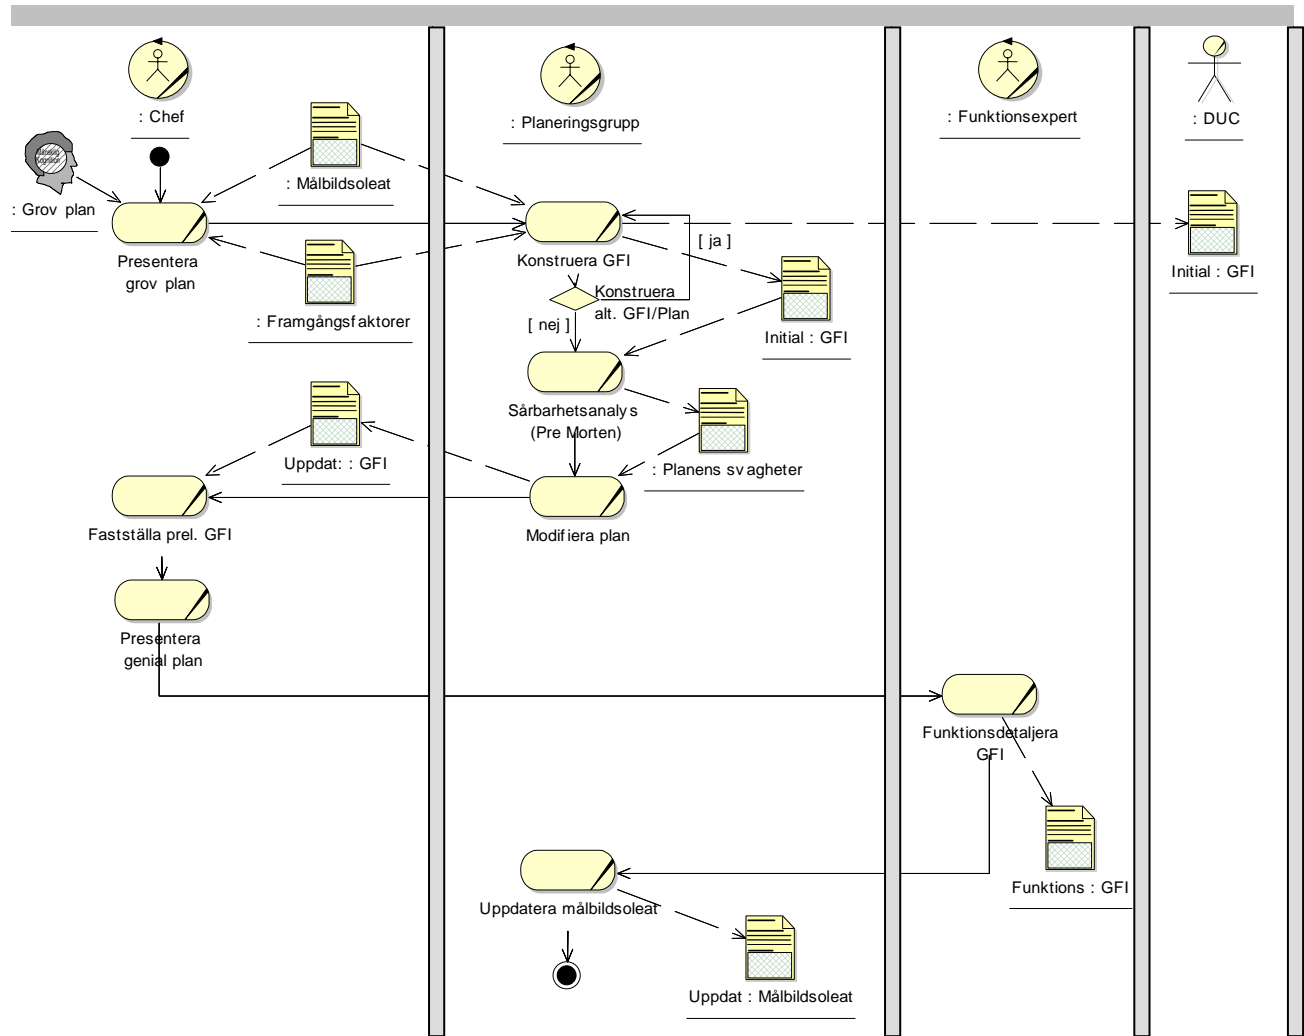 : Chef
: Planeringsgrupp
: Funktionsexpert
: DUC
: Målbildsoleat
: Grov plan
Presentera
grov plan
: Framgångsfaktorer
Konstruera GFI
[ ja ]
Konstruera
alt. GFI/Plan
[ nej ]
Initial : GFI
Initial : GFI
Sårbarhetsanalys
(Pre Morten)
: Planens svagheter
Uppdat: : GFI
Fastställa prel. GFI
Modifiera plan
Presentera
genial plan
Funktionsdetaljera
GFI
Funktions : GFI
Uppdatera målbildsoleat
Uppdat : Målbildsoleat